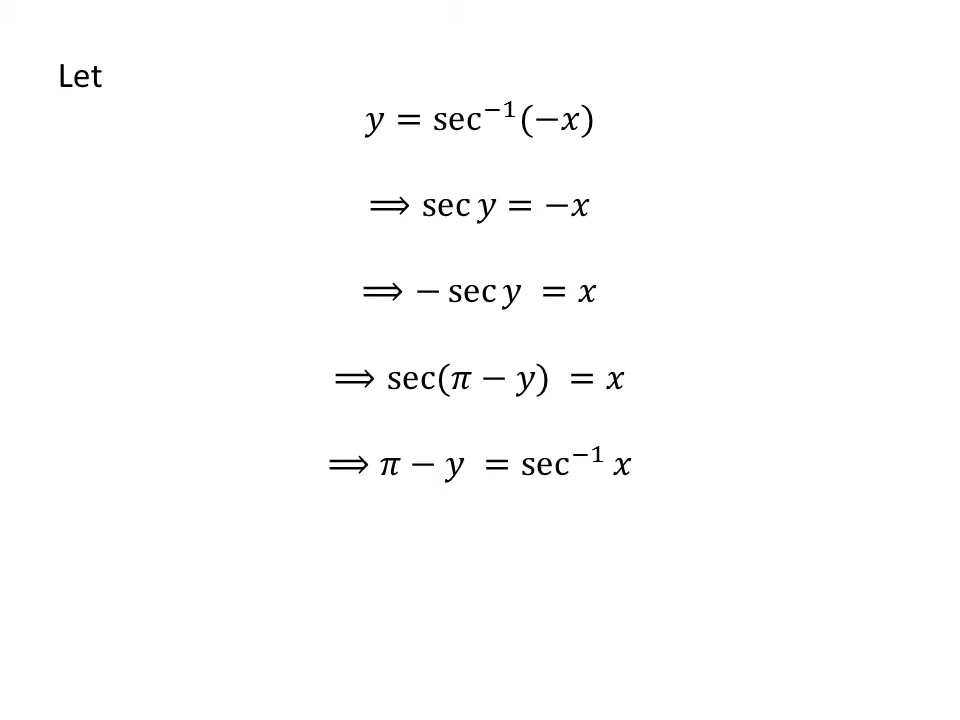 Let
y = sec⁻¹(−x)
⟹ sec y = −x
⟹ − sec y = x
⟹ sec(π − y) = x
⟹ π − y = sec⁻¹ x